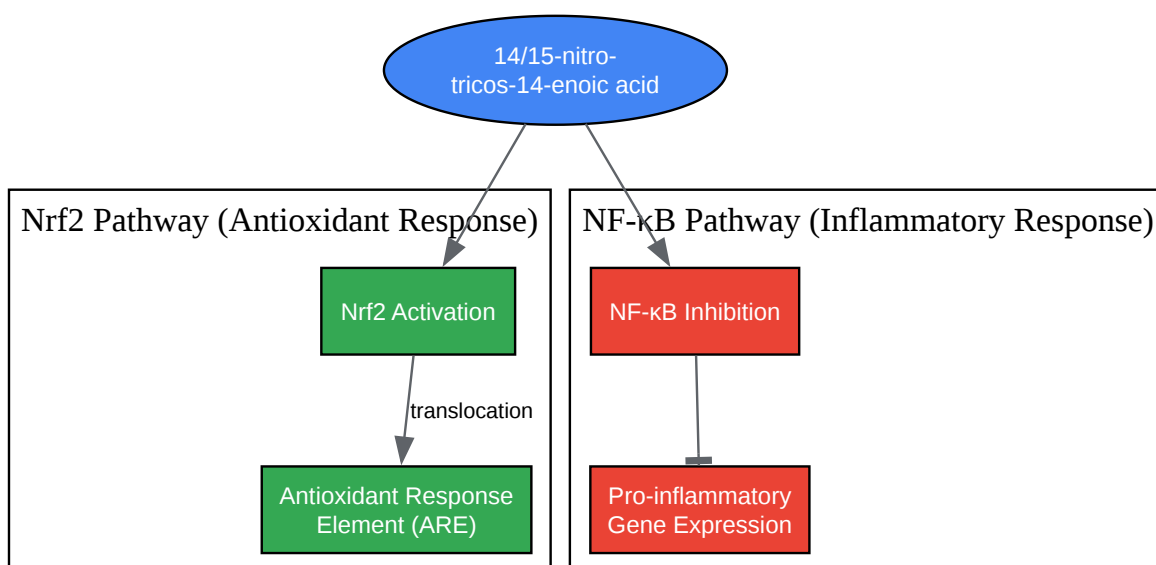 14/15-nitro-
tricos-14-enoic acid
Nrf2 Pathway (Antioxidant Response)
NF-κB Pathway (Inflammatory Response)
Nrf2 Activation
NF-κB Inhibition
translocation
Antioxidant Response
Element (ARE)
Pro-inflammatory
Gene Expression